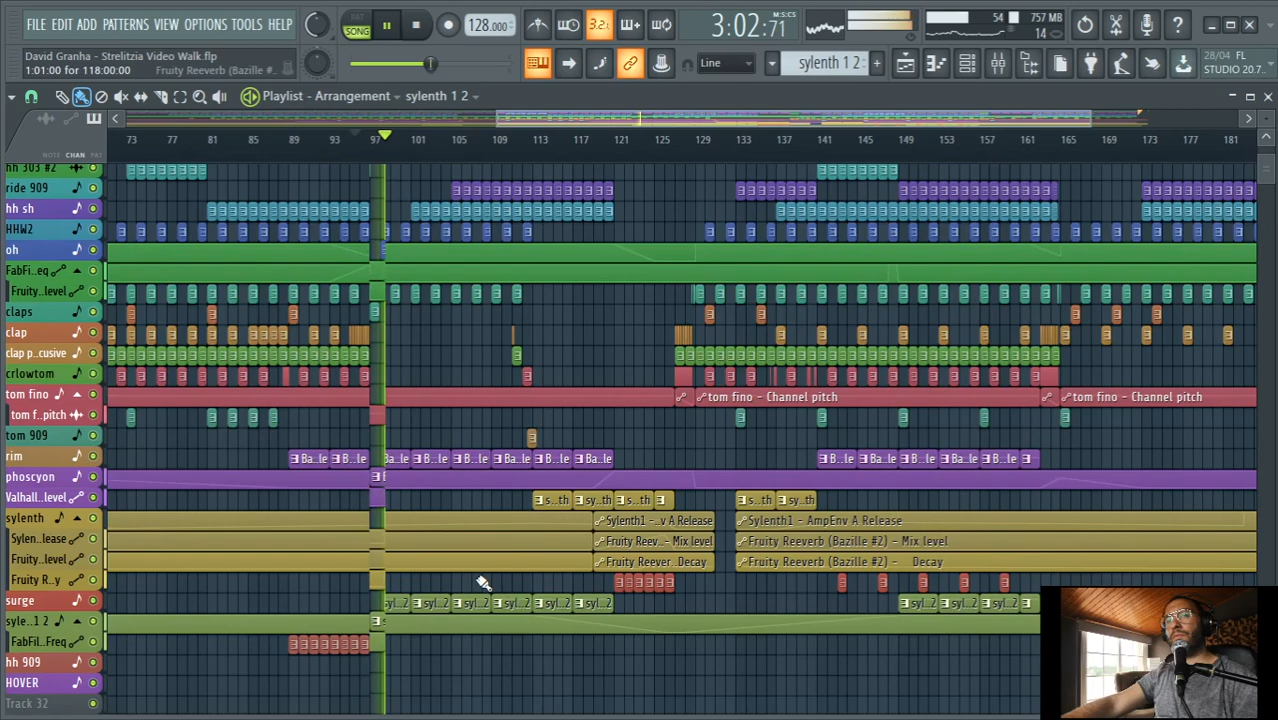 FILE EDIT ADD PATTERNS VIEW OPTIONS TOOLS HELP
PAT
SONG
128.000
3.2.
3:02:71
M:S:CS
54
757 MB
14
David Granha - Strelitzia Video Walk.flp
1:01:00 for 118:00:00
Fruity Reeverb (Bazille #..
Line
sylenth 1 2
28/04 FL
STUDIO 20.7..
Playlist - Arrangement
sylenth 1 2
NOTE CHAN PAT
73 77 81 85 89 93 97 101 105 109 113 117 121 125 129 133 137 141 145 149 153 157 161 165 169 173 177 181
hh 303 #2
ride 909
hh sh
HHW2
oh
FabFi..eq
Fruity..level
claps
clap
clap p..cusive
crlowtom
tom fino
tom fino - Channel pitch
tom fino - Channel pitch
tom f..pitch
tom 909
rim
Ba..le B..le Ba..le B..le B..le Ba..le B..le Ba..le B..le Ba..le B..le B..le
phoscyon
Valhall..level
s..th sy..th s..th s..th sy..th
sylenth
Sylenth1 - ..v A Release
Sylenth1 - AmpEnv A Release
Sylen..lease
Fruity Reev..- Mix level
Fruity Reeverb (Bazille #2) - Mix level
Fruity..level
Fruity Reever..Decay
Fruity Reeverb (Bazille #2) - Decay
Fruity R..y
surge
syl..2 syl..2 syl..2 syl..2 syl..2 syl..2 syl..2 syl..2 syl..2
syle..1 2
FabFil..Freq
hh 909
HOVER
Track 32